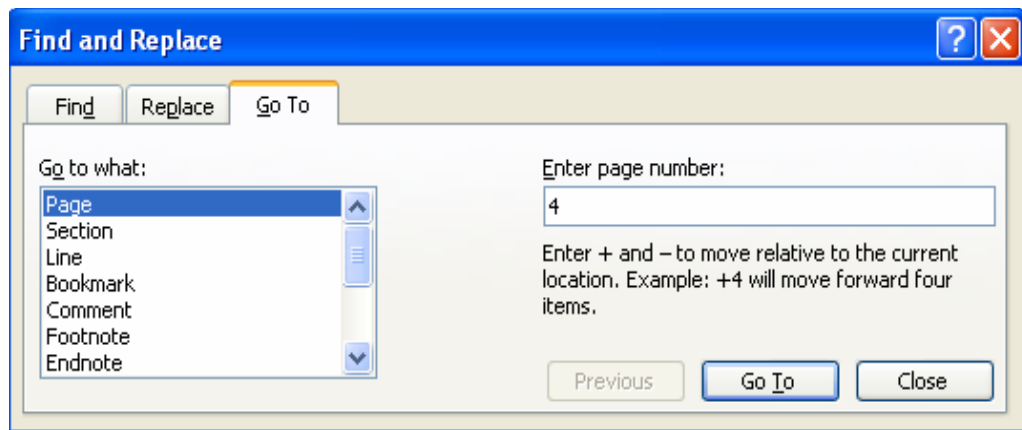 Find and Replace
?
Find
Replace
Go To
Go to what:
Page
Section
Line
Bookmark
Comment
Footnote
Endnote
Enter page number:
4
Enter + and – to move relative to the current
location. Example: +4 will move forward four
items.
Previous
Go To
Close